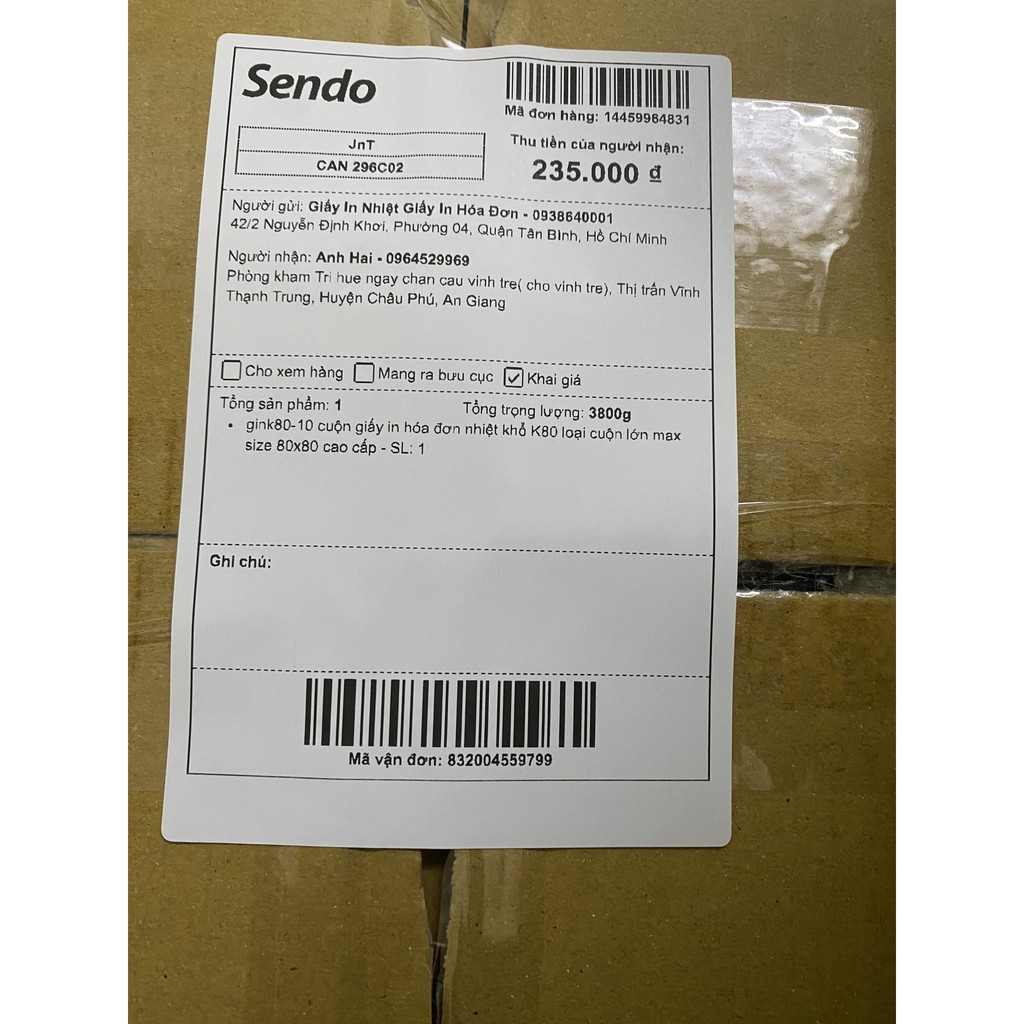 Sendo
Mã đơn hàng: 14459964831
JnT
CAN 296C02
Thu tiền của người nhận:
235.000 đ
Người gửi: Giấy In Nhiệt Giấy In Hóa Đơn - 0938640001
42/2 Nguyễn Định Khơi, Phường 04, Quận Tân Bình, Hồ Chí Minh
Người nhận: Anh Hai - 0964529969
Phòng kham Tri hue ngay chan cau vinh tre( cho vinh tre), Thị trấn Vĩnh
Thạnh Trung, Huyện Châu Phú, An Giang
Cho xem hàng Mang ra bưu cục Khai giá
Tổng sản phẩm: 1 Tổng trọng lượng: 3800g
• gink80-10 cuộn giấy in hóa đơn nhiệt khổ K80 loại cuộn lớn max
size 80x80 cao cấp - SL: 1
Ghi chú:
Mã vận đơn: 832004559799